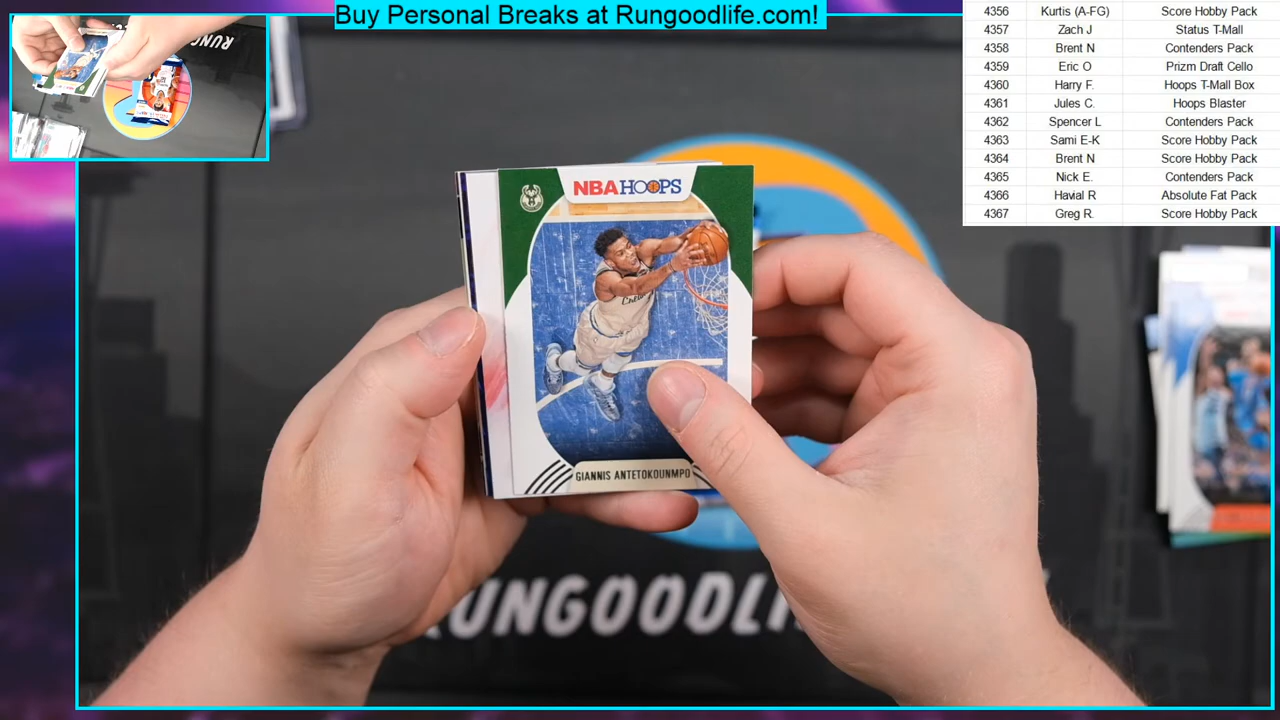 Buy Personal Breaks at Rungoodlife.com!
4356 Kurtis (A-FG) Score Hobby Pack
4357 Zach J Status T-Mall
4358 Brent N Contenders Pack
4359 Eric O Prizm Draft Cello
4360 Harry F. Hoops T-Mall Box
4361 Jules C. Hoops Blaster
4362 Spencer L Contenders Pack
4363 Sami E-K Score Hobby Pack
4364 Brent N Score Hobby Pack
4365 Nick E. Contenders Pack
4366 Havial R Absolute Fat Pack
4367 Greg R. Score Hobby Pack
NBA HOOPS
GIANNIS ANTETOKOUNMPO
RUNGOODLI